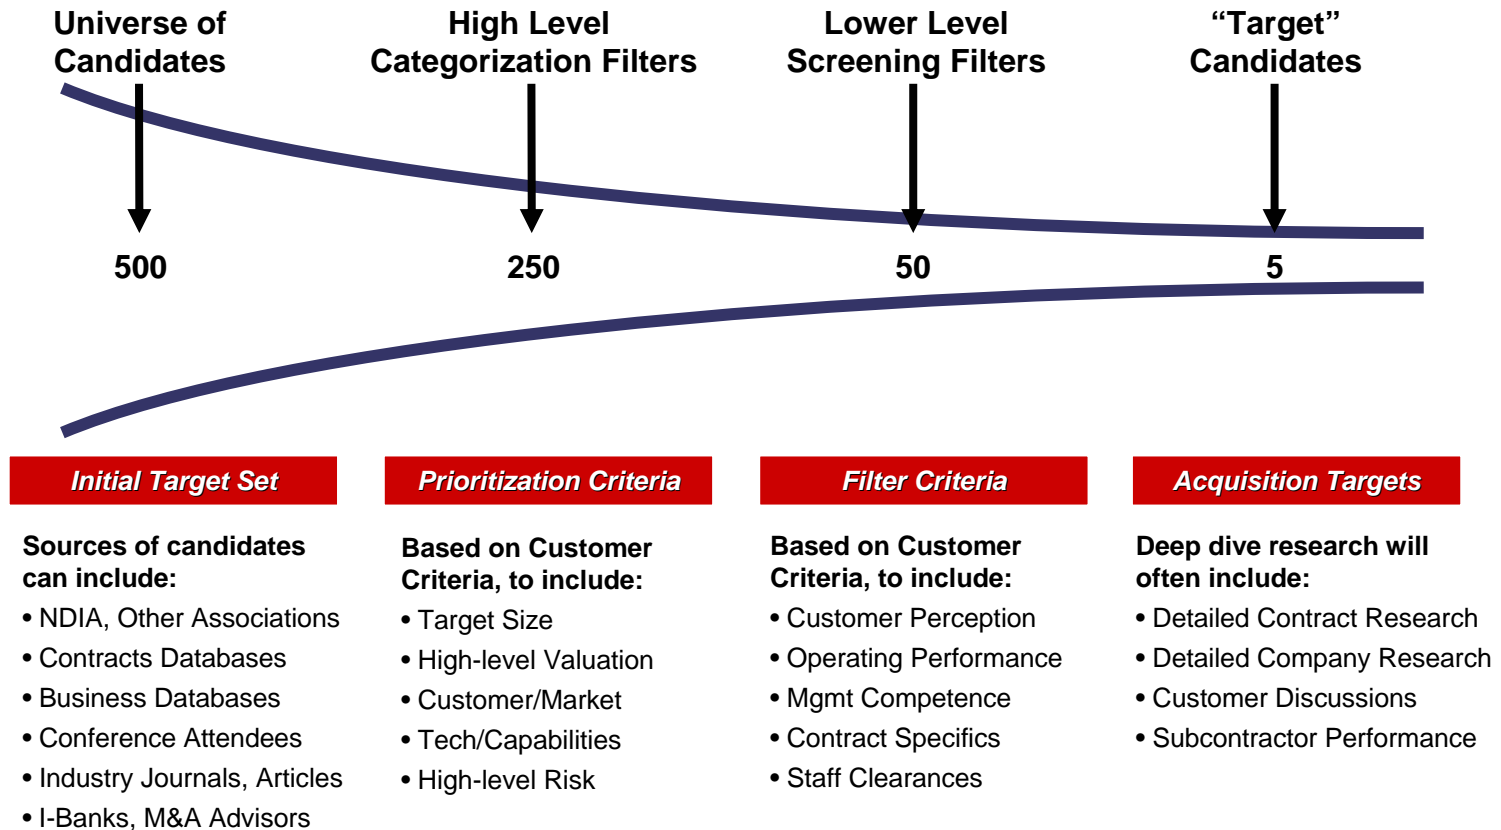 Universe of
Candidates
High Level
Categorization Filters
Lower Level
Screening Filters
“Target”
Candidates
500
250
50
5
Initial Target Set
Sources of candidates
can include:
• NDIA, Other Associations
• Contracts Databases
• Business Databases
• Conference Attendees
• Industry Journals, Articles
• I-Banks, M&A Advisors
Prioritization Criteria
Based on Customer
Criteria, to include:
• Target Size
• High-level Valuation
• Customer/Market
• Tech/Capabilities
• High-level Risk
Filter Criteria
Based on Customer
Criteria, to include:
• Customer Perception
• Operating Performance
• Mgmt Competence
• Contract Specifics
• Staff Clearances
Acquisition Targets
Deep dive research will
often include:
• Detailed Contract Research
• Detailed Company Research
• Customer Discussions
• Subcontractor Performance